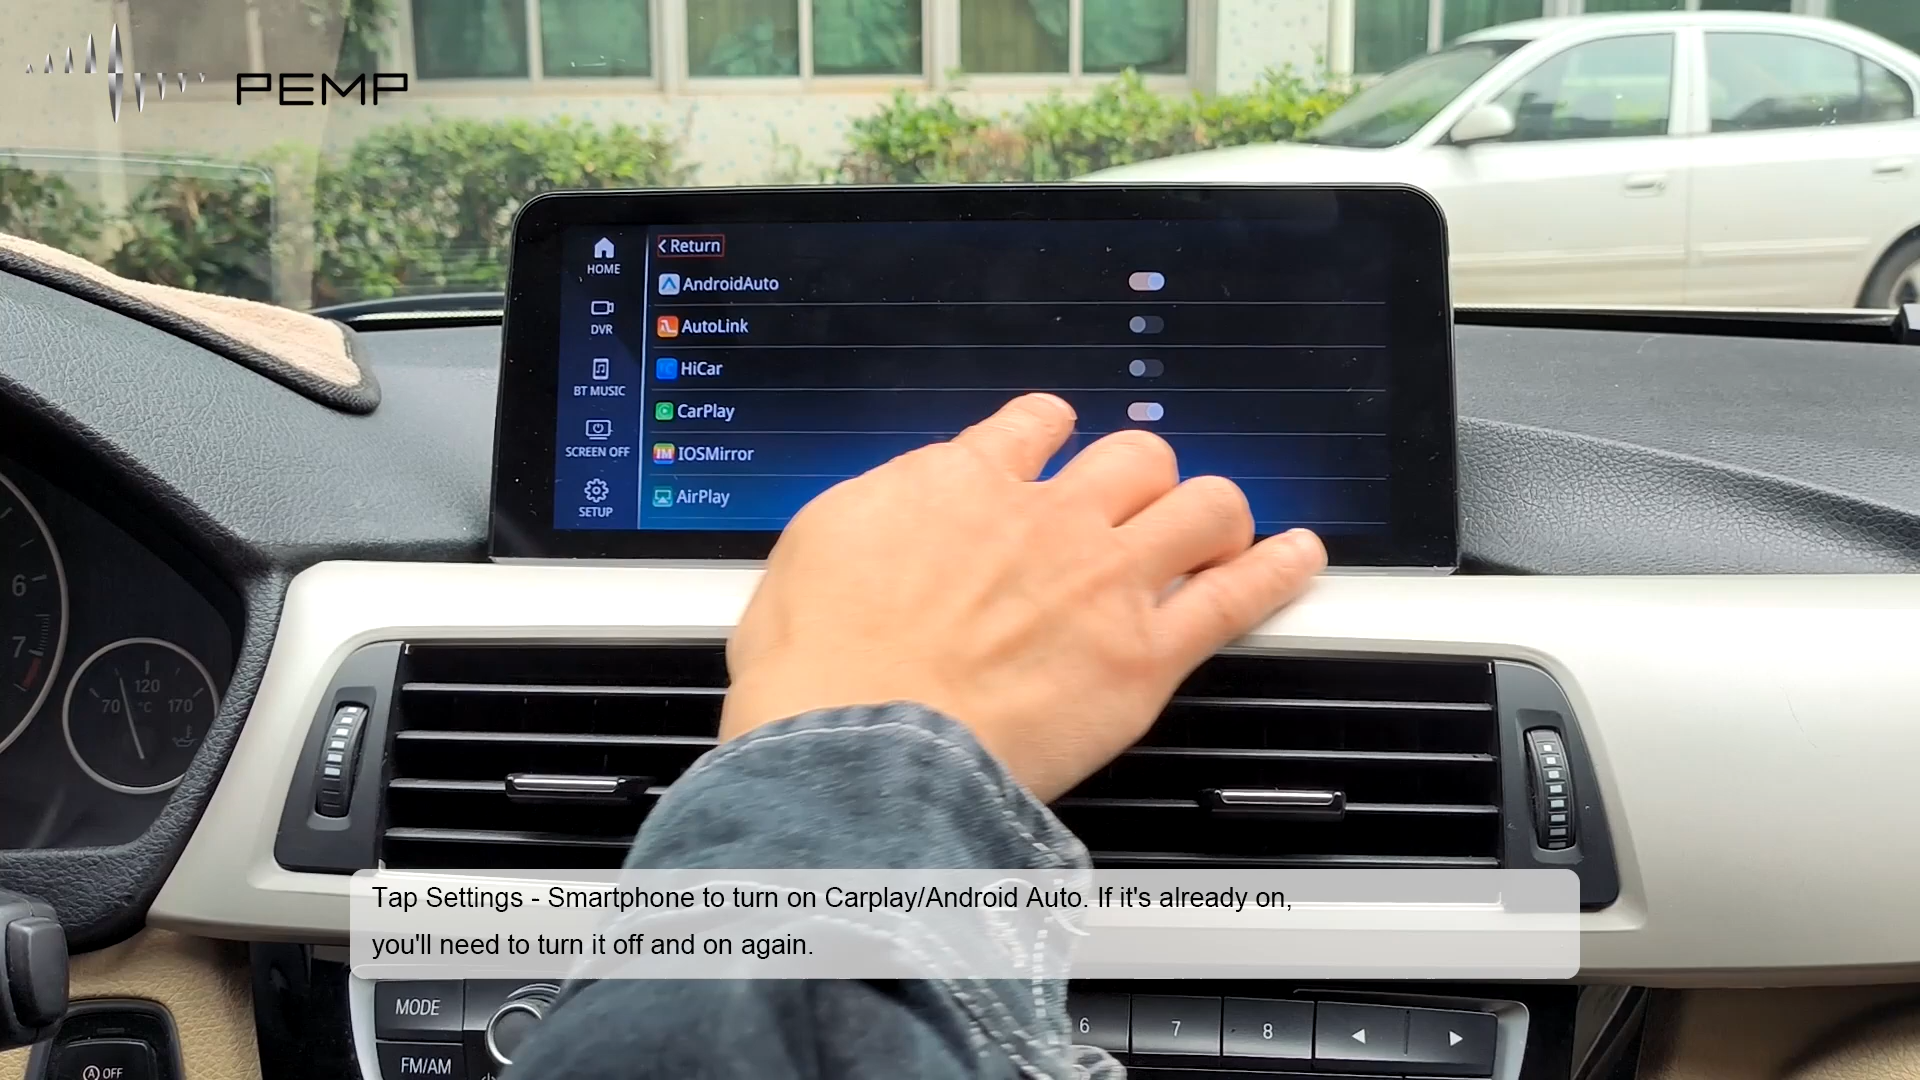 PEMP
Return
HOME
AndroidAuto
DVR
AutoLink
HiCar
BT MUSIC
CarPlay
SCREEN OFF
IOSMirror
IM
SETUP
AirPlay
6
7
120
70 °C 170
Tap Settings - Smartphone to turn on Carplay/Android Auto. If it's already on,
you'll need to turn it off and on again.
MODE
6 7 8
FM/AM
A OFF